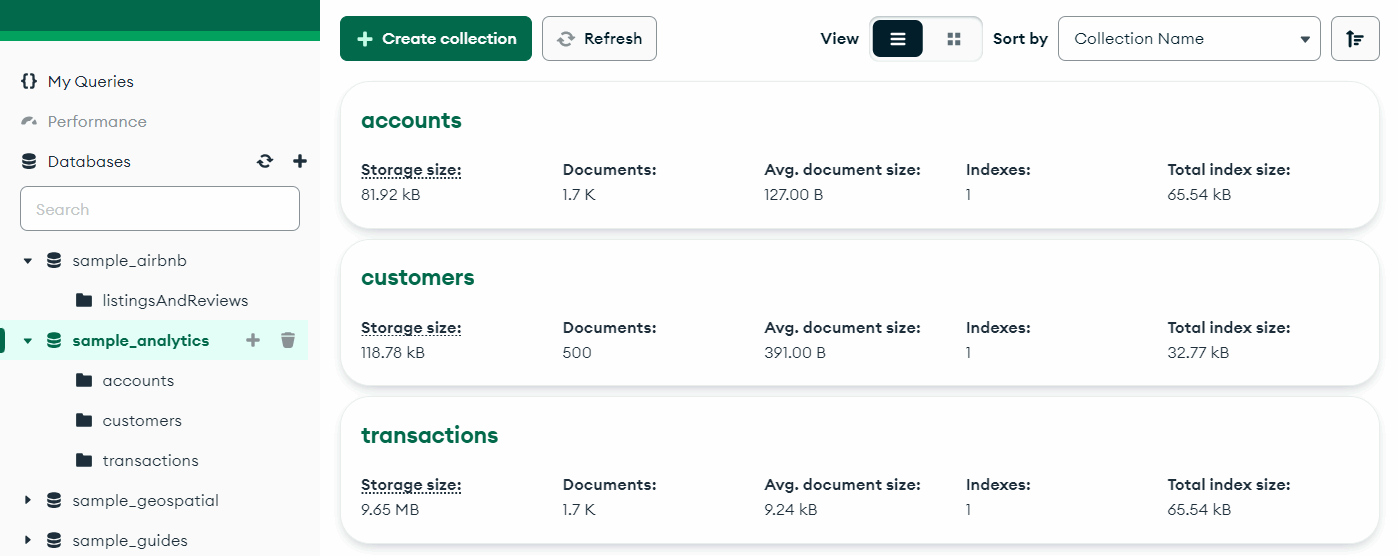 My Queries
Performance
Databases
Search
sample_airbnb
listingsAndReviews
sample_analytics
accounts
customers
transactions
sample_geospatial
sample_guides
Create collection Refresh View Sort by Collection Name
accounts
Storage size: Documents: Avg. document size: Indexes: Total index size:
81.92 kB 1.7 K 127.00 B 1 65.54 kB
customers
Storage size: Documents: Avg. document size: Indexes: Total index size:
118.78 kB 500 391.00 B 1 32.77 kB
transactions
Storage size: Documents: Avg. document size: Indexes: Total index size:
9.65 MB 1.7 K 9.24 kB 1 65.54 kB